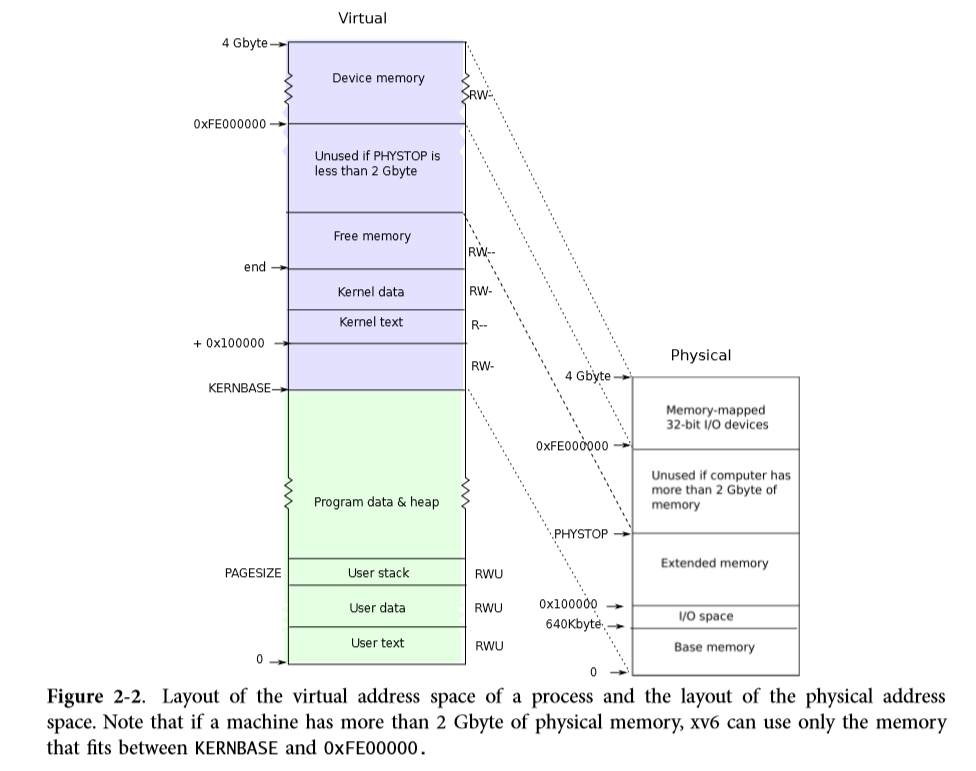 Virtual
4 Gbyte
Device memory
RW-
0xFE000000
Unused if PHYSTOP is
less than 2 Gbyte
Free memory
RW--
end
Kernel data
RW-
Kernel text
R--
+ 0x100000
RW-
KERNBASE
Program data & heap
PAGESIZE
User stack
RWU
User data
RWU
User text
RWU
0
Physical
4 Gbyte
Memory-mapped
32-bit I/O devices
0xFE000000
Unused if computer has
more than 2 Gbyte of
memory
PHYSTOP
Extended memory
0x100000
I/O space
640Kbyte
Base memory
0
Figure 2-2. Layout of the virtual address space of a process and the layout of the physical address
space. Note that if a machine has more than 2 Gbyte of physical memory, xv6 can use only the memory
that fits between KERNBASE and 0xFE00000.